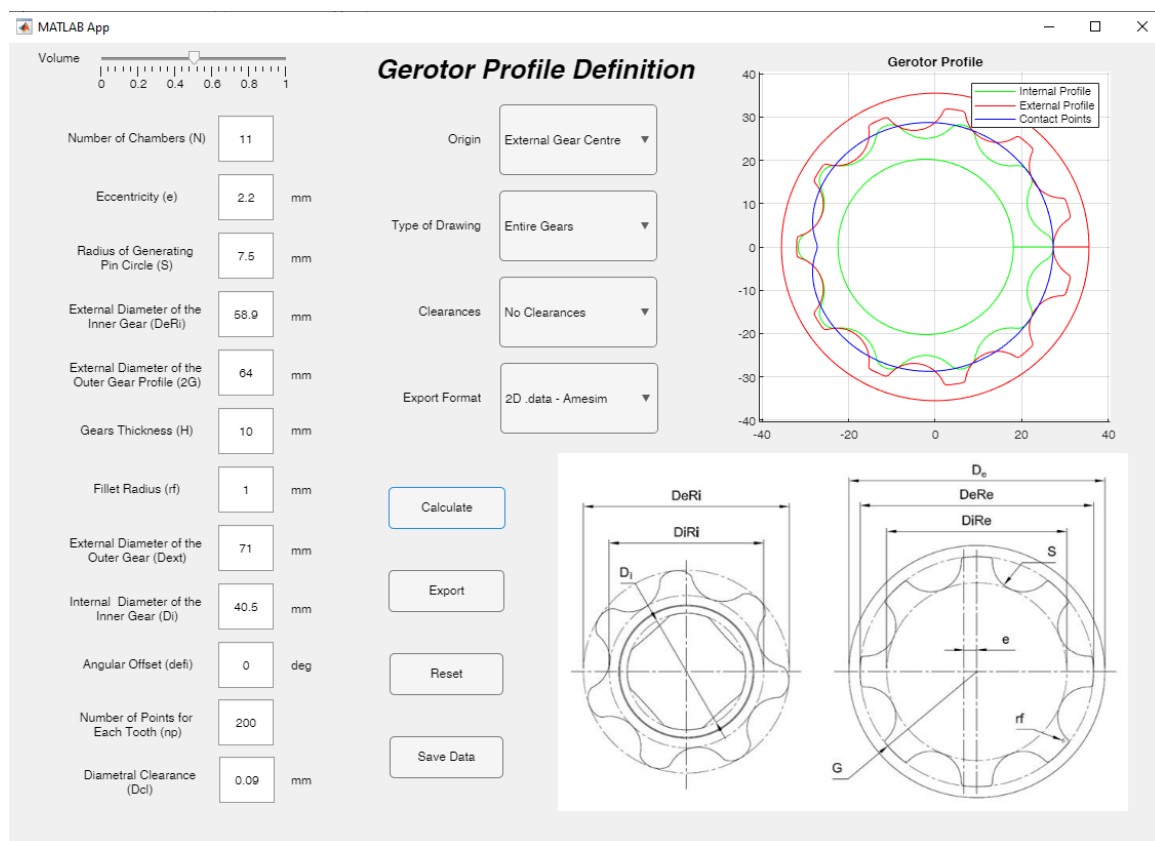 MATLAB App
Volume
0 0.2 0.4 0.6 0.8 1
Gerotor Profile Definition
Number of Chambers (N) 11
Eccentricity (e) 2.2 mm
Radius of Generating
Pin Circle (S) 7.5 mm
External Diameter of the
Inner Gear (DeRi) 58.9 mm
External Diameter of the
Outer Gear Profile (2G) 64 mm
Gears Thickness (H) 10 mm
Fillet Radius (rf) 1 mm
External Diameter of the
Outer Gear (Dext) 71 mm
Internal Diameter of the
Inner Gear (Di) 40.5 mm
Angular Offset (defi) 0 deg
Number of Points for
Each Tooth (np) 200
Diametral Clearance
(Dcl) 0.09 mm
Origin External Gear Centre
Type of Drawing Entire Gears
Clearances No Clearances
Export Format 2D .data - Amesim
Calculate
Export
Reset
Save Data
Gerotor Profile
Internal Profile
External Profile
Contact Points
40
30
20
10
0
-10
-20
-30
-40
-40 -20 0 20 40
DeRi
DiRi
Di
De
DeRe
DiRe
S
e
rf
G